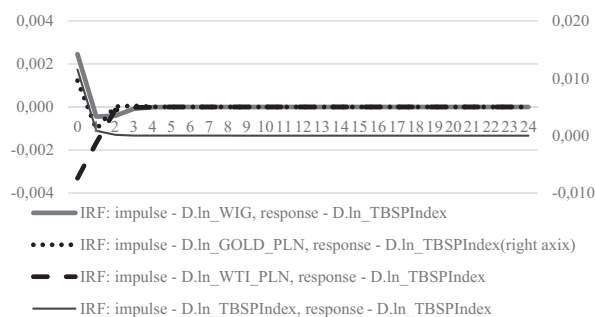 0,004 0,020
0,002 0,010
0,000
0 1 2 3 4 5 6 7 8 9 10 11 12 13 14 15 16 17 18 19 20 21 22 23 24 0,000
-0,002
-0,004 -0,010
IRF: impulse - D.ln_WIG, response - D.ln_TBSPIndex
IRF: impulse - D.ln_GOLD_PLN, response - D.ln_TBSPIndex(right axis)
IRF: impulse - D.ln_WTI_PLN, response - D.ln_TBSPIndex
IRF: impulse - D.ln_TBSPIndex, response - D.ln_TBSPIndex